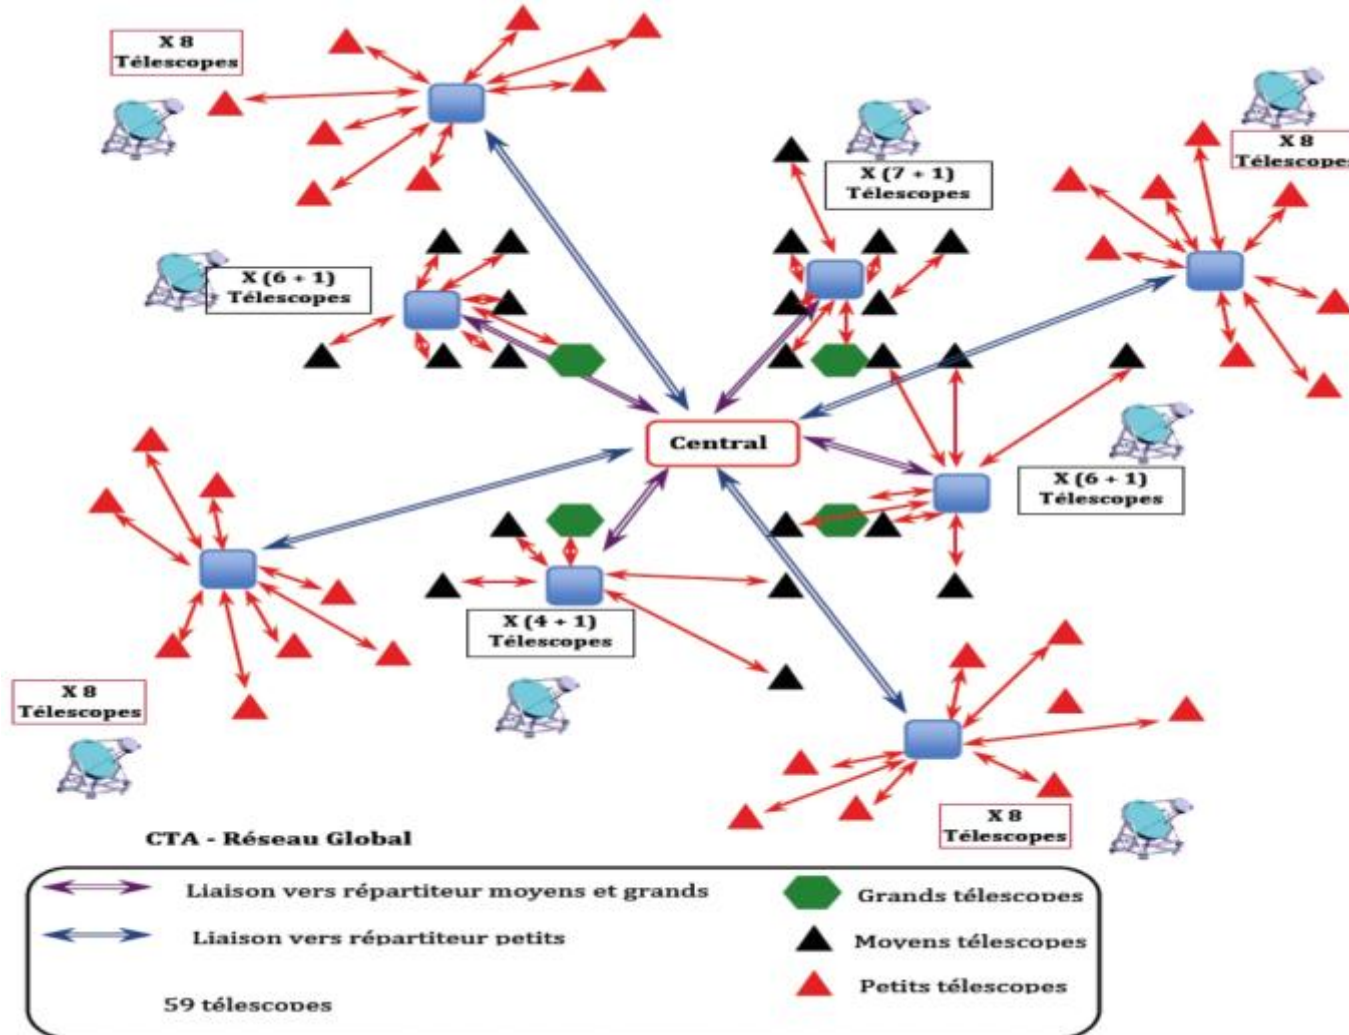 X 8
Télescopes
X 8
Télescopes
X (7 + 1)
Télescopes
X (6 + 1)
Télescopes
Central
X (6 + 1)
Télescopes
X (4 + 1)
Télescopes
X 8
Télescopes
X 8
Télescopes
CTA - Réseau Global
Liaison vers répartiteur moyens et grands
Grands télescopes
Liaison vers répartiteur petits
Moyens télescopes
59 télescopes
Petits télescopes